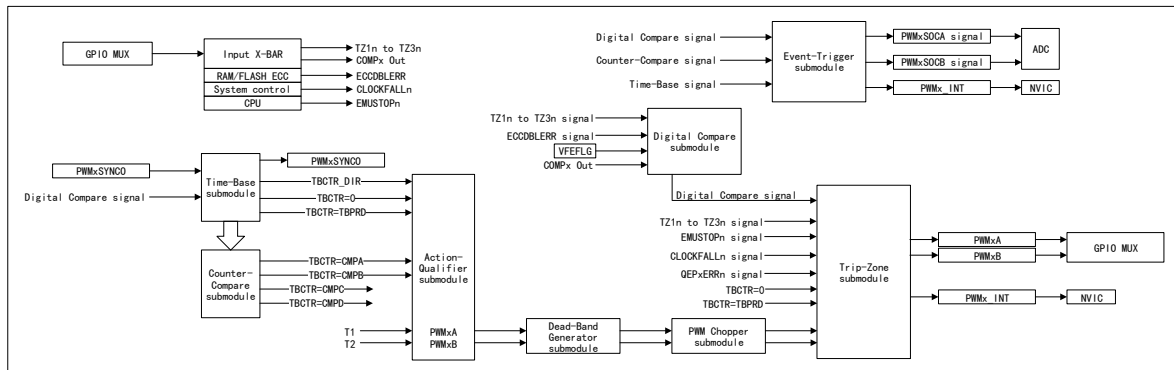 GPIO MUX
Input X-BAR
RAM/FLASH ECC
System control
CPU
TZ1n to TZ3n
COMPx Out
ECCDBLERR
CLOCKFALLn
EMUSTOPn
Digital Compare signal
Counter-Compare signal
Time-Base signal
Event-Trigger
submodule
PWMxSOCA signal
PWMxSOCB signal
PWMx_INT
ADC
NVIC
TZ1n to TZ3n signal
ECCDBLERR signal
VFEFLG
COMPx Out
Digital Compare
submodule
Digital Compare signal
PWMxSYNCO
Digital Compare signal
Time-Base
submodule
PWMxSYNCO
TBCTR_DIR
TBCTR=0
TBCTR=TBPRD
Counter-
Compare
submodule
TBCTR=CMPA
TBCTR=CMPB
TBCTR=CMPC
TBCTR=CMPD
T1
T2
Action-
Qualifier
submodule
PWMxA
PWMxB
Dead-Band
Generator
submodule
PWM Chopper
submodule
TZ1n to TZ3n signal
EMUSTOPn signal
CLOCKFALLn signal
QEPxERRn signal
TBCTR=0
TBCTR=TBPRD
Trip-Zone
submodule
PWMxA
PWMxB
GPIO MUX
PWMx_INT
NVIC